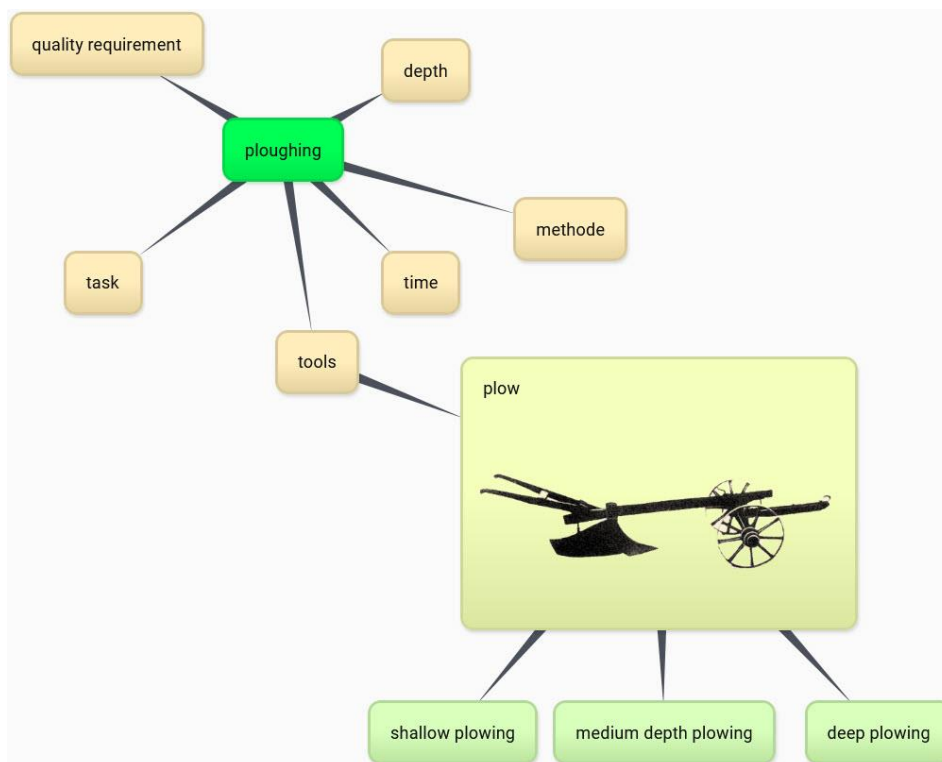 quality requirement
depth
ploughing
methode
task
time
tools
plow
shallow plowing
medium depth plowing
deep plowing